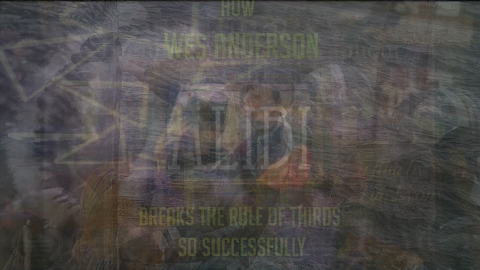 HOW
WES ANDERSON
ALIBI
BREAKS THE RULE OF THIRDS
SO SUCCESSFULLY